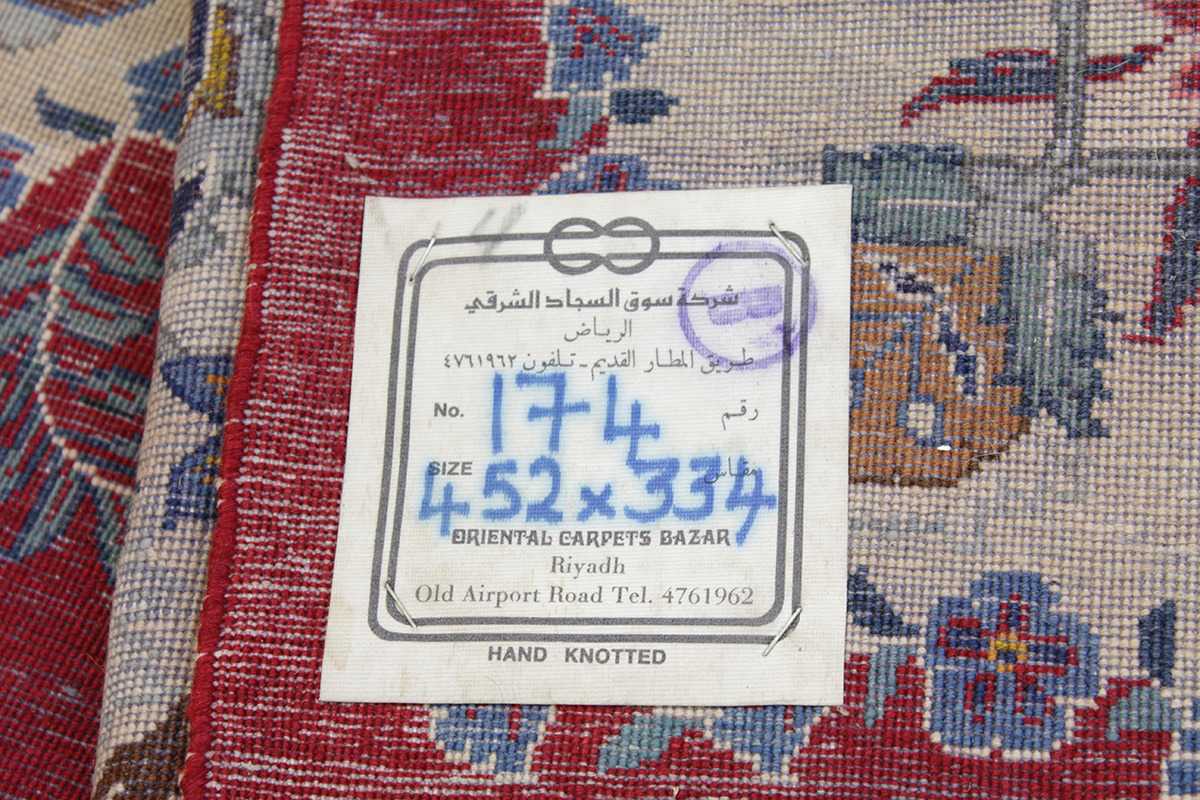 شركة سوق السجاد الشرقي
الرياض
طريق المطار القديم - تلفون ٤٧٦١٩٦٢
No. 174 رقم
SIZE 452x334 مقاس
ORIENTAL CARPETS BAZAR
Riyadh
Old Airport Road Tel. 4761962
HAND KNOTTED